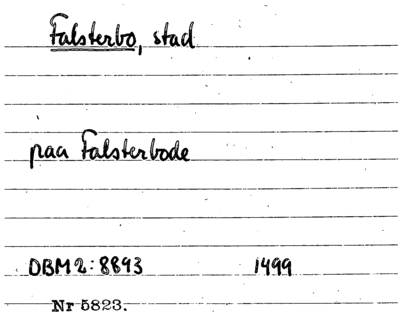 Falsterbo, stad
paa Falsterbode
DBM 2:8893 1499
Nr 5823.